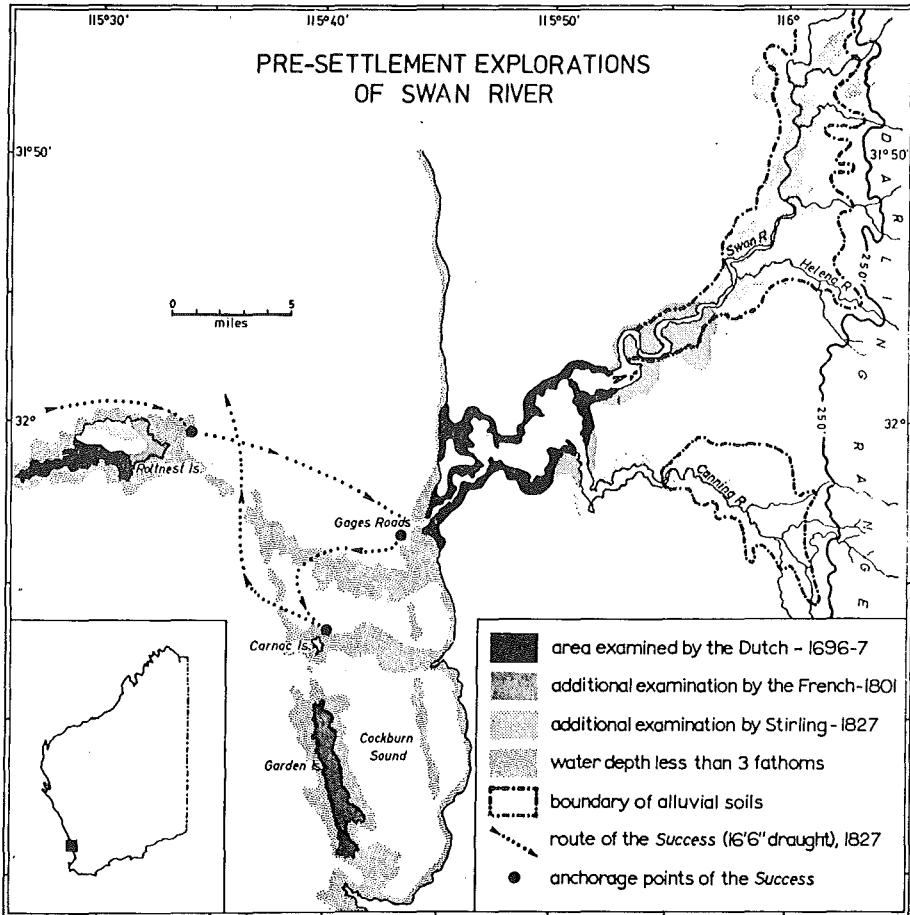 115°30'
115°40'
115°50'
116°
PRE-SETTLEMENT EXPLORATIONS
OF SWAN RIVER
31°50'
31°50'
DARLING RANGE
Swan R.
Helena R.
250'
0 5
miles
32°
32°
Rottnest Is.
250'
Canning R.
Gages Roads
Carnac Is.
Cockburn
Sound
Garden Is.
area examined by the Dutch - 1696-7
additional examination by the French-1801
additional examination by Stirling-1827
water depth less than 3 fathoms
boundary of alluvial soils
route of the Success (16'6" draught), 1827
anchorage points of the Success